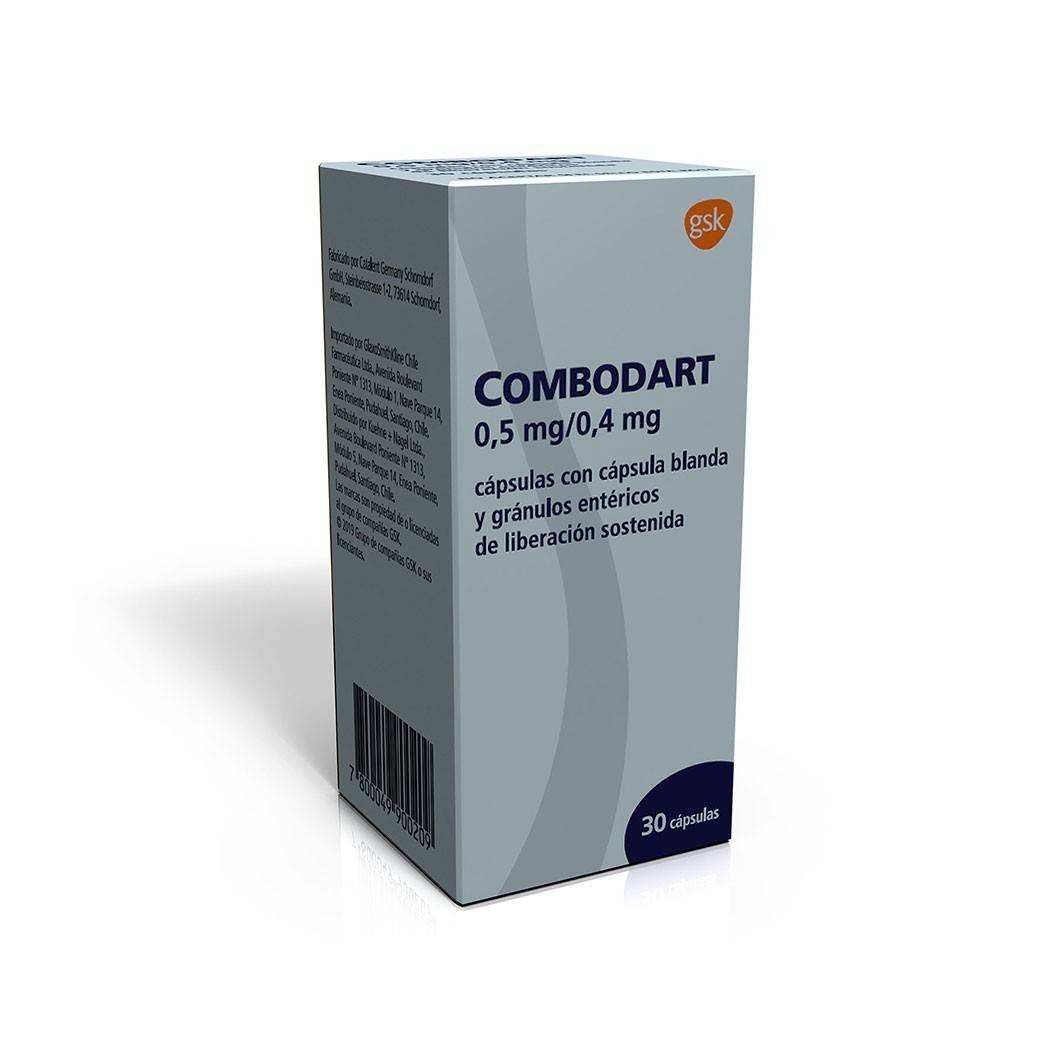 COMBODART
gsk
COMBODART
0,5 mg/0,4 mg
cápsulas con cápsula blanda
y gránulos entéricos
de liberación sostenida
30 cápsulas
Fabricado por Catalent Germany Schorndorf
GmbH, Steinbeisstrasse 1-2, 73614 Schorndorf,
Alemania.
Importado por GlaxoSmithKline Chile
Farmacéutica Ltda., Avenida Boulevard
Poniente N° 1313, Módulo 1, Nave Parque 14,
Enea Poniente, Pudahuel, Santiago, Chile.
Distribuido por Kuehne + Nagel Ltda.,
Avenida Boulevard Poniente N° 1313,
Módulo 5, Nave Parque 14, Enea Poniente,
Pudahuel, Santiago, Chile.
Las marcas son propiedad de o licenciadas
al grupo de compañías GSK.
© 2019 Grupo de compañías GSK o sus
licenciantes.
7 800049 900209